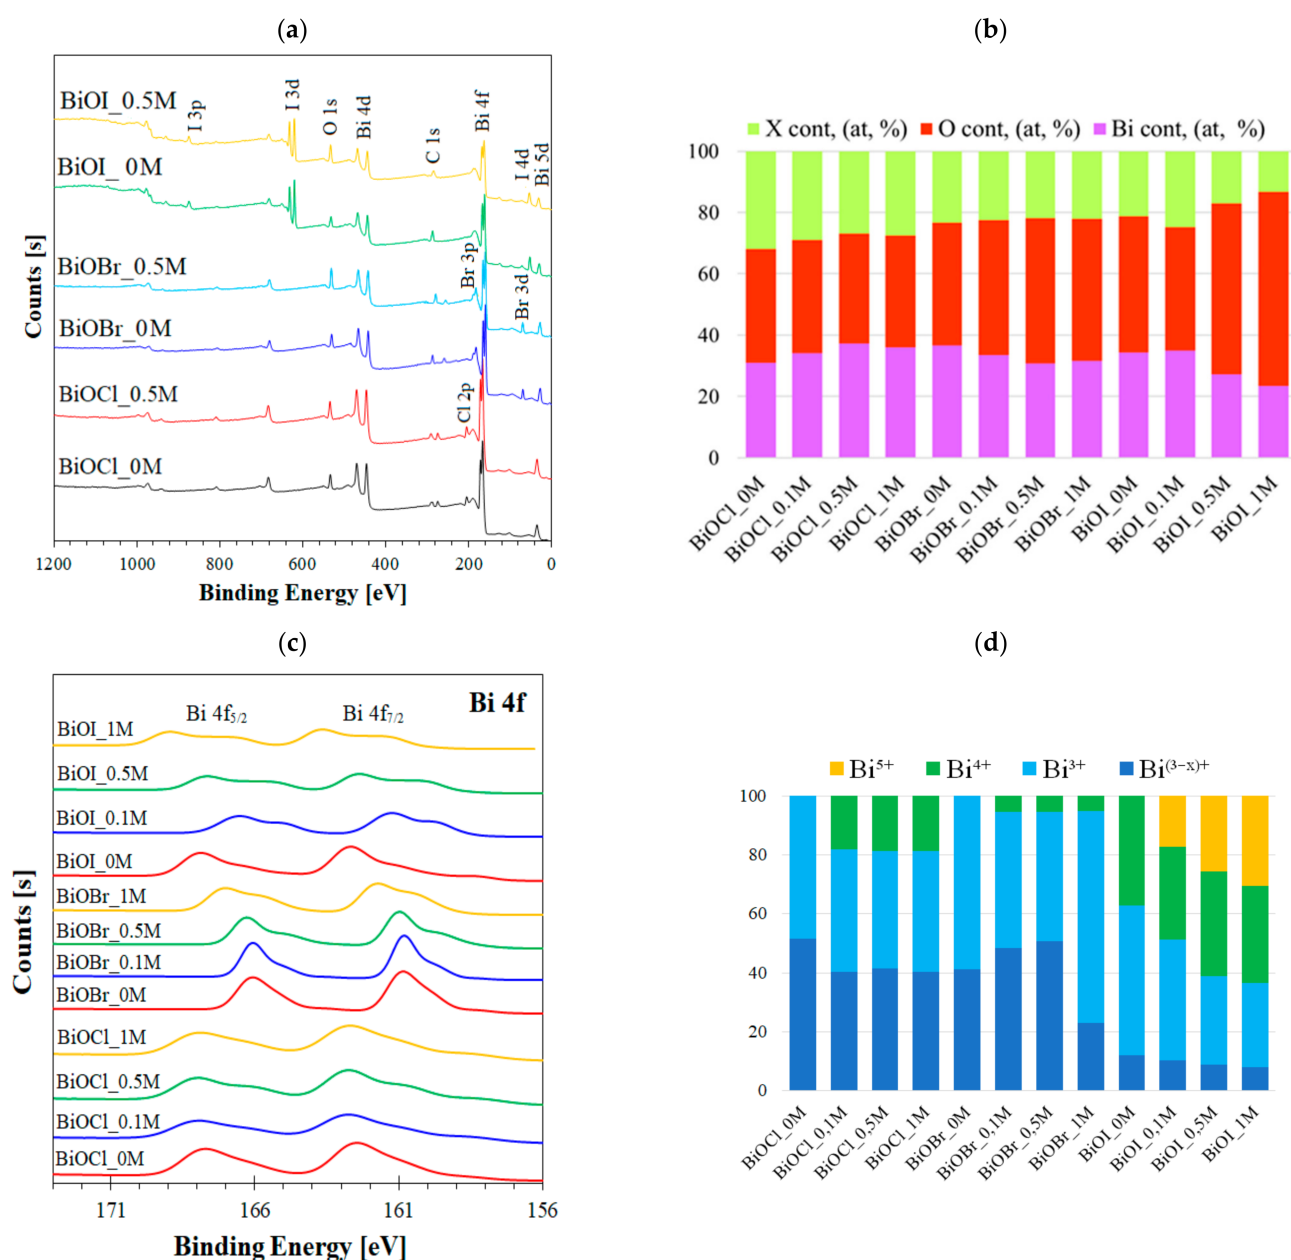 (a)
BiOI_0.5M
BiOI_ 0M
BiOBr_0.5M
BiOBr_0M
BiOCl_0.5M
BiOCl_0M
I 3p
I 3d
O 1s
Bi 4d
C 1s
Bi 4f
I 4d
Bi 5d
Br 3p
Br 3d
Cl 2p
Counts [s]
1200 1000 800 600 400 200 0
Binding Energy [eV]
(b)
X cont, (at, %) O cont, (at, %) Bi cont, (at, %)
100
80
60
40
20
0
BiOCl_0M
BiOCl_0.1M
BiOCl_0.5M
BiOCl_1M
BiOBr_0M
BiOBr_0.1M
BiOBr_0.5M
BiOBr_1M
BiOI_0M
BiOI_0.1M
BiOI_0.5M
BiOI_1M
(c)
Bi 4f
Bi 4f5/2 Bi 4f7/2
BiOI_1M
BiOI_0.5M
BiOI_0.1M
BiOI_0M
BiOBr_1M
BiOBr_0.5M
BiOBr_0.1M
BiOBr_0M
BiOCl_1M
BiOCl_0.5M
BiOCl_0.1M
BiOCl_0M
Counts [s]
171 166 161 156
Binding Energy [eV]
(d)
Bi5+ Bi4+ Bi3+ Bi(3−x)+
100
80
60
40
20
0
BiOCl_0M
BiOCl_0,1M
BiOCl_0,5M
BiOCl_1M
BiOBr_0M
BiOBr_0,1M
BiOBr_0,5M
BiOBr_1M
BiOI_0M
BiOI_0,1M
BiOI_0,5M
BiOI_1M